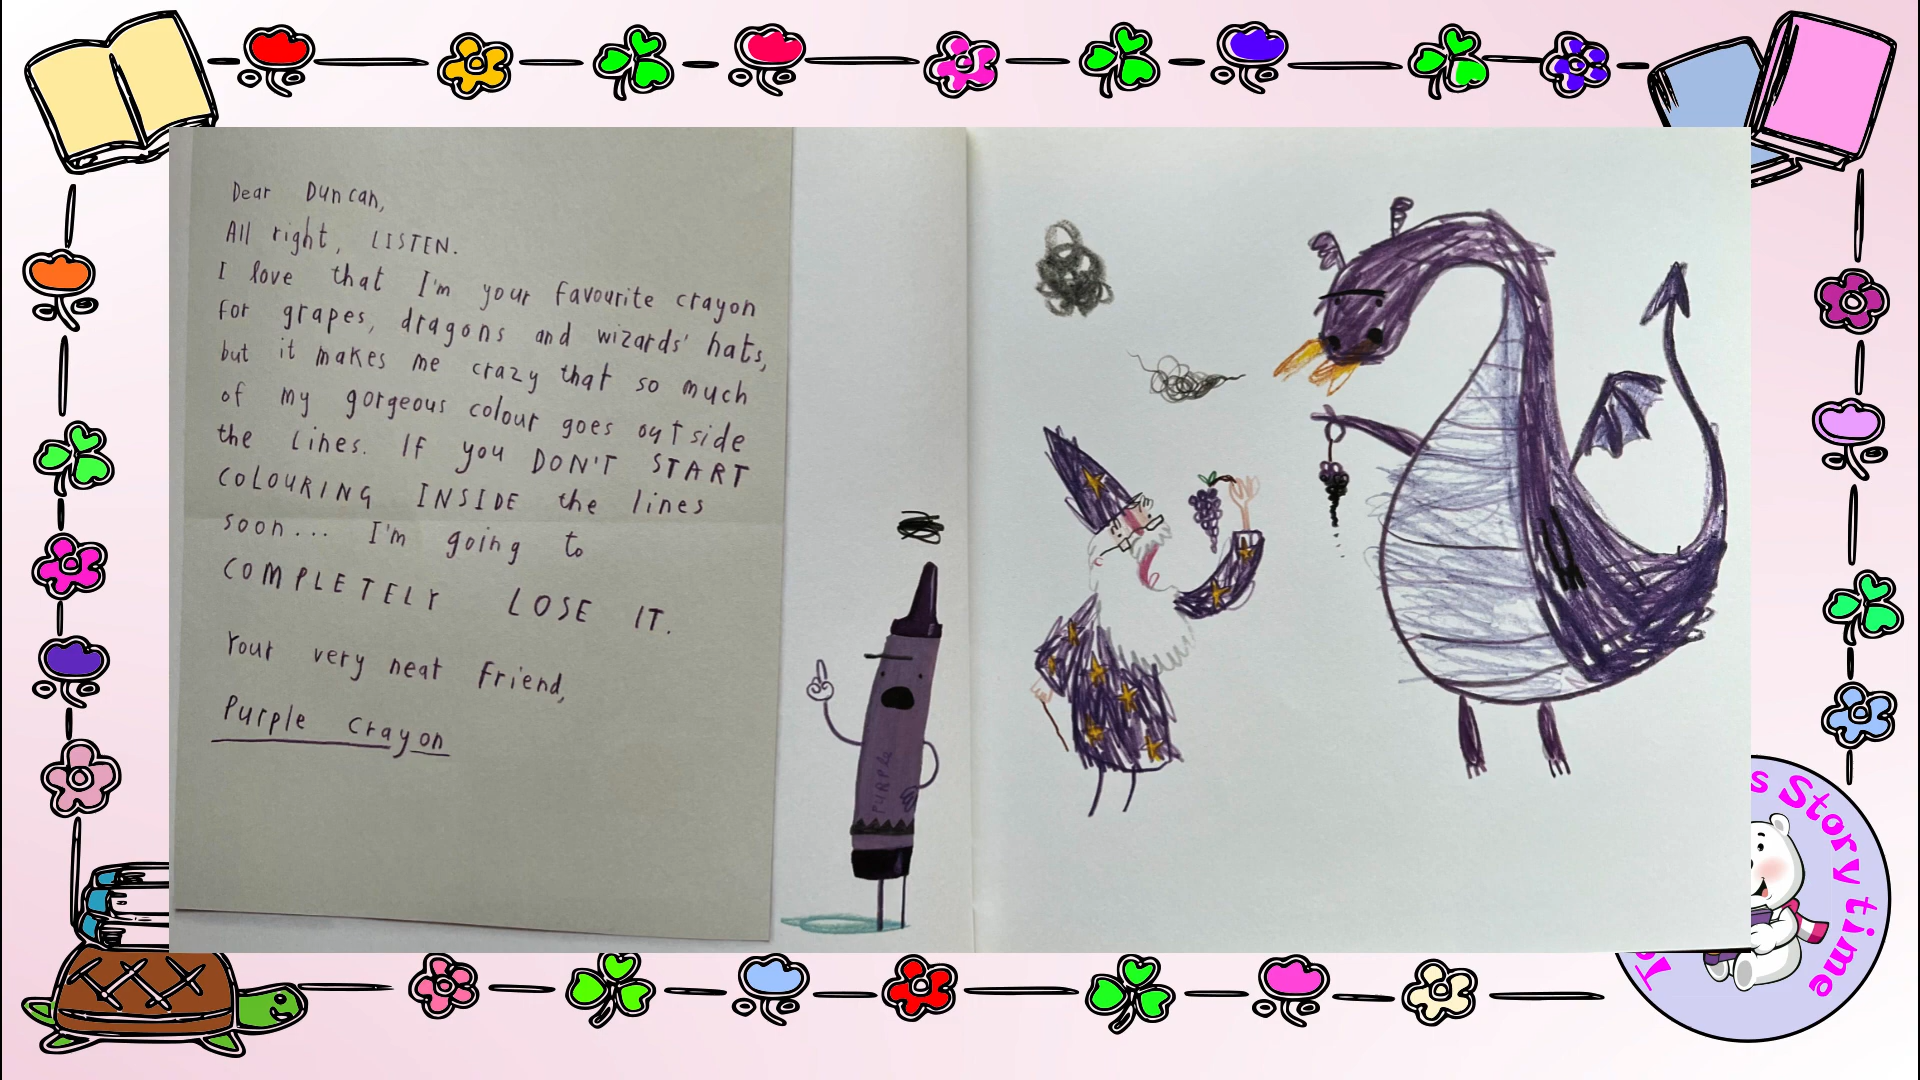 Dear Duncan,
All right, LISTEN.
I love that I'm your favourite crayon
for grapes, dragons and wizards' hats,
but it makes me crazy that so much
of my gorgeous colour goes outside
the lines. If you DON'T START
COLOURING INSIDE the lines
soon... I'm going to
COMPLETELY LOSE IT.
Your very neat friend,
Purple Crayon
PURPLE
s Story time